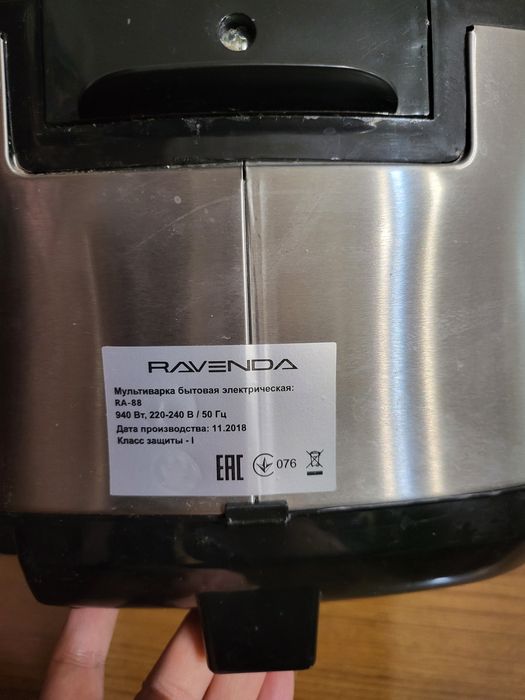 RAVENDA
Мультиварка бытовая электрическая:
RA-88
940 Вт, 220-240 В / 50 Гц
Дата производства: 11.2018
Класс защиты - I
EAC 076